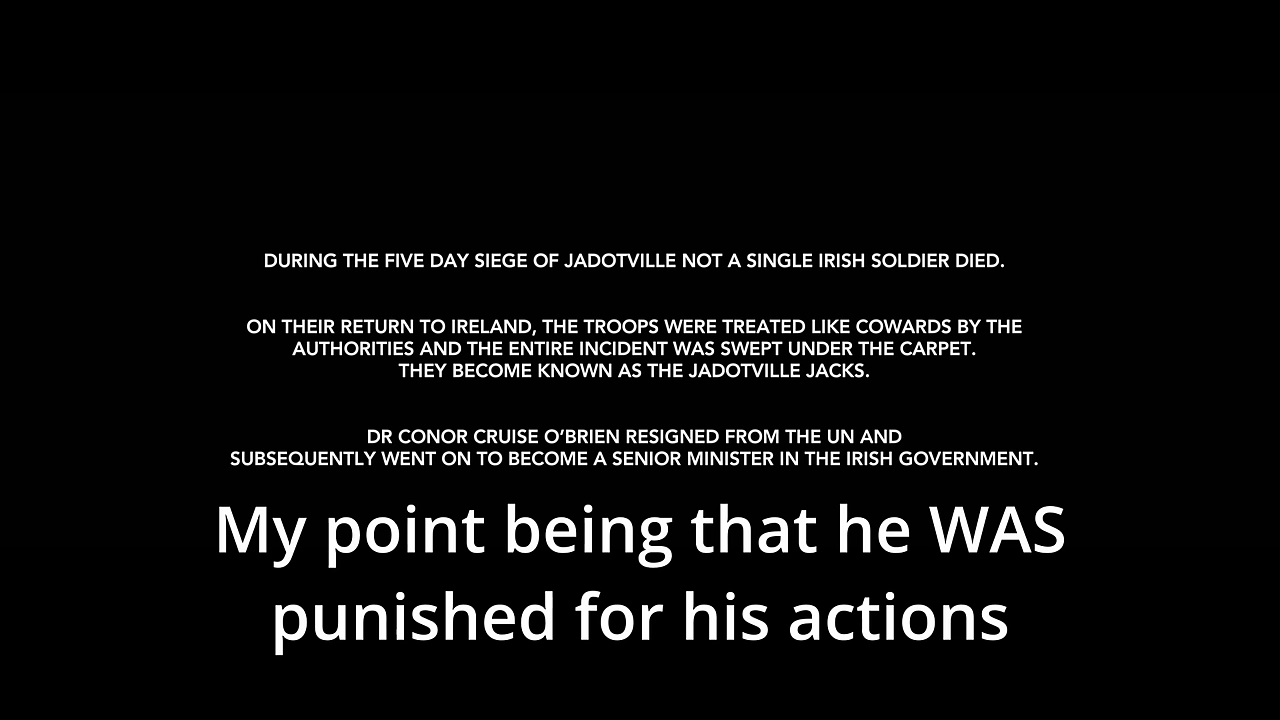 DURING THE FIVE DAY SIEGE OF JADOTVILLE NOT A SINGLE IRISH SOLDIER DIED.
ON THEIR RETURN TO IRELAND, THE TROOPS WERE TREATED LIKE COWARDS BY THE
AUTHORITIES AND THE ENTIRE INCIDENT WAS SWEPT UNDER THE CARPET.
THEY BECOME KNOWN AS THE JADOTVILLE JACKS.
DR CONOR CRUISE O’BRIEN RESIGNED FROM THE UN AND
SUBSEQUENTLY WENT ON TO BECOME A SENIOR MINISTER IN THE IRISH GOVERNMENT.
My point being that he WAS
punished for his actions